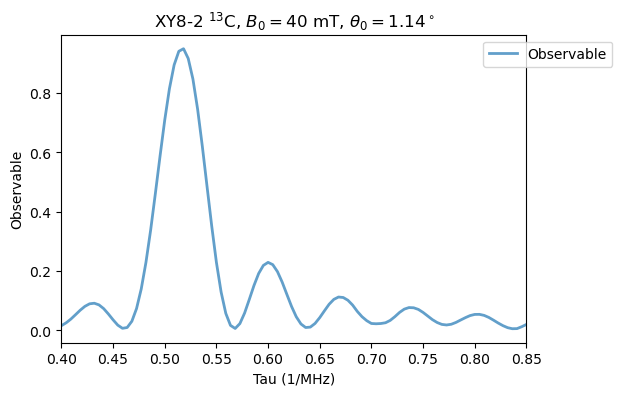 XY8-2 ¹³C, B₀ = 40 mT, θ₀ = 1.14°
Observable
Observable
0.8
0.6
0.4
0.2
0.0
0.40 0.45 0.50 0.55 0.60 0.65 0.70 0.75 0.80 0.85
Tau (1/MHz)